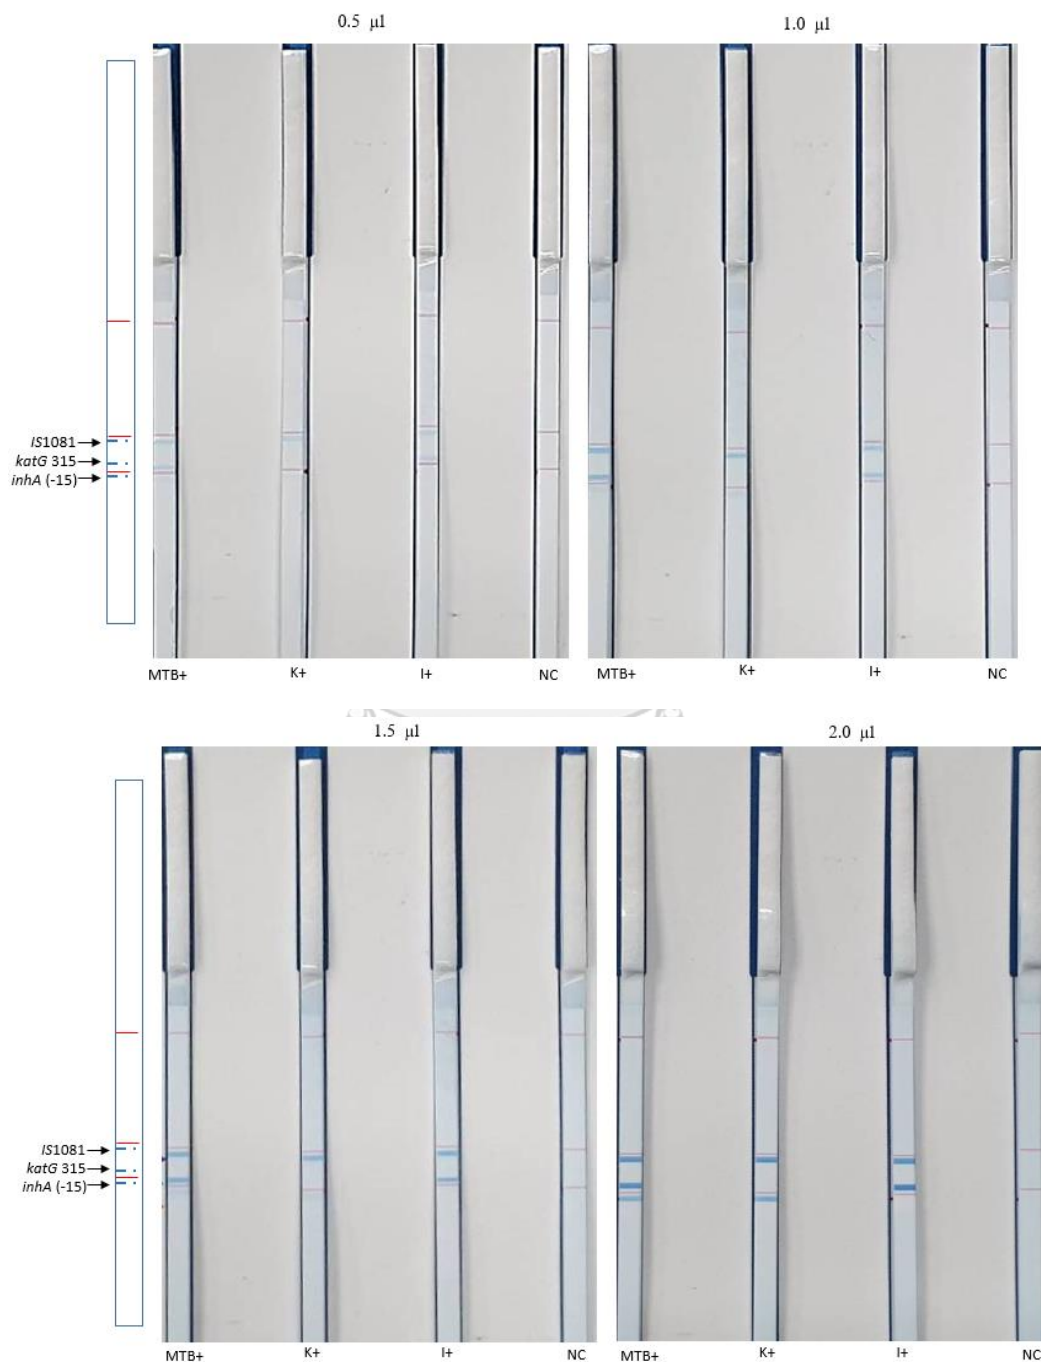 0.5 µl
1.0 µl
IS1081
katG 315
inhA (-15)
MTB+
K+
I+
NC
MTB+
K+
I+
NC
1.5 µl
2.0 µl
IS1081
katG 315
inhA (-15)
MTB+
K+
I+
NC
MTB+
K+
I+
NC